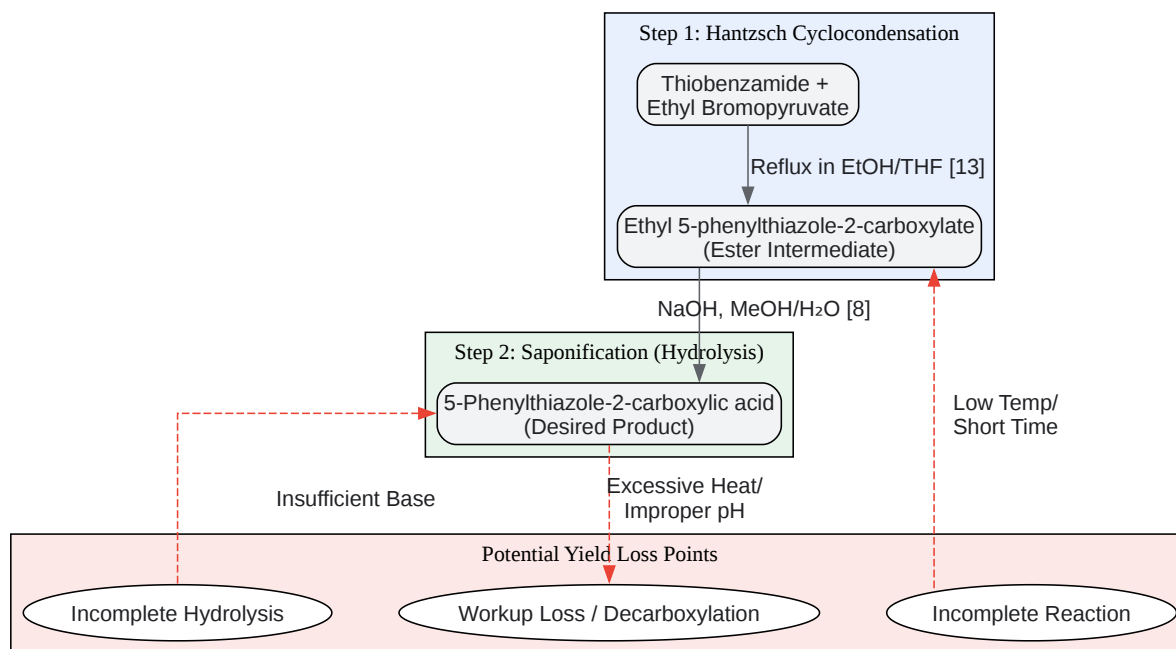 Step 1: Hantzsch Cyclocondensation
Thiobenzamide +
Ethyl Bromopyruvate
Reflux in EtOH/THF [13]
Ethyl 5-phenylthiazole-2-carboxylate
(Ester Intermediate)
NaOH, MeOH/H₂O [8]
Step 2: Saponification (Hydrolysis)
5-Phenylthiazole-2-carboxylic acid
(Desired Product)
Low Temp/
Short Time
Insufficient Base
Excessive Heat/
Improper pH
Potential Yield Loss Points
Incomplete Hydrolysis
Workup Loss / Decarboxylation
Incomplete Reaction